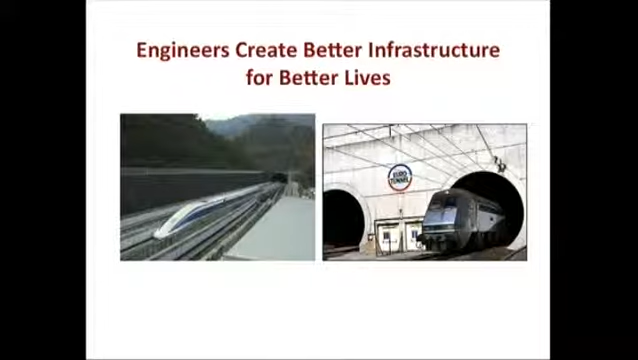 Engineers Create Better Infrastructure
for Better Lives
EURO
TUNNEL